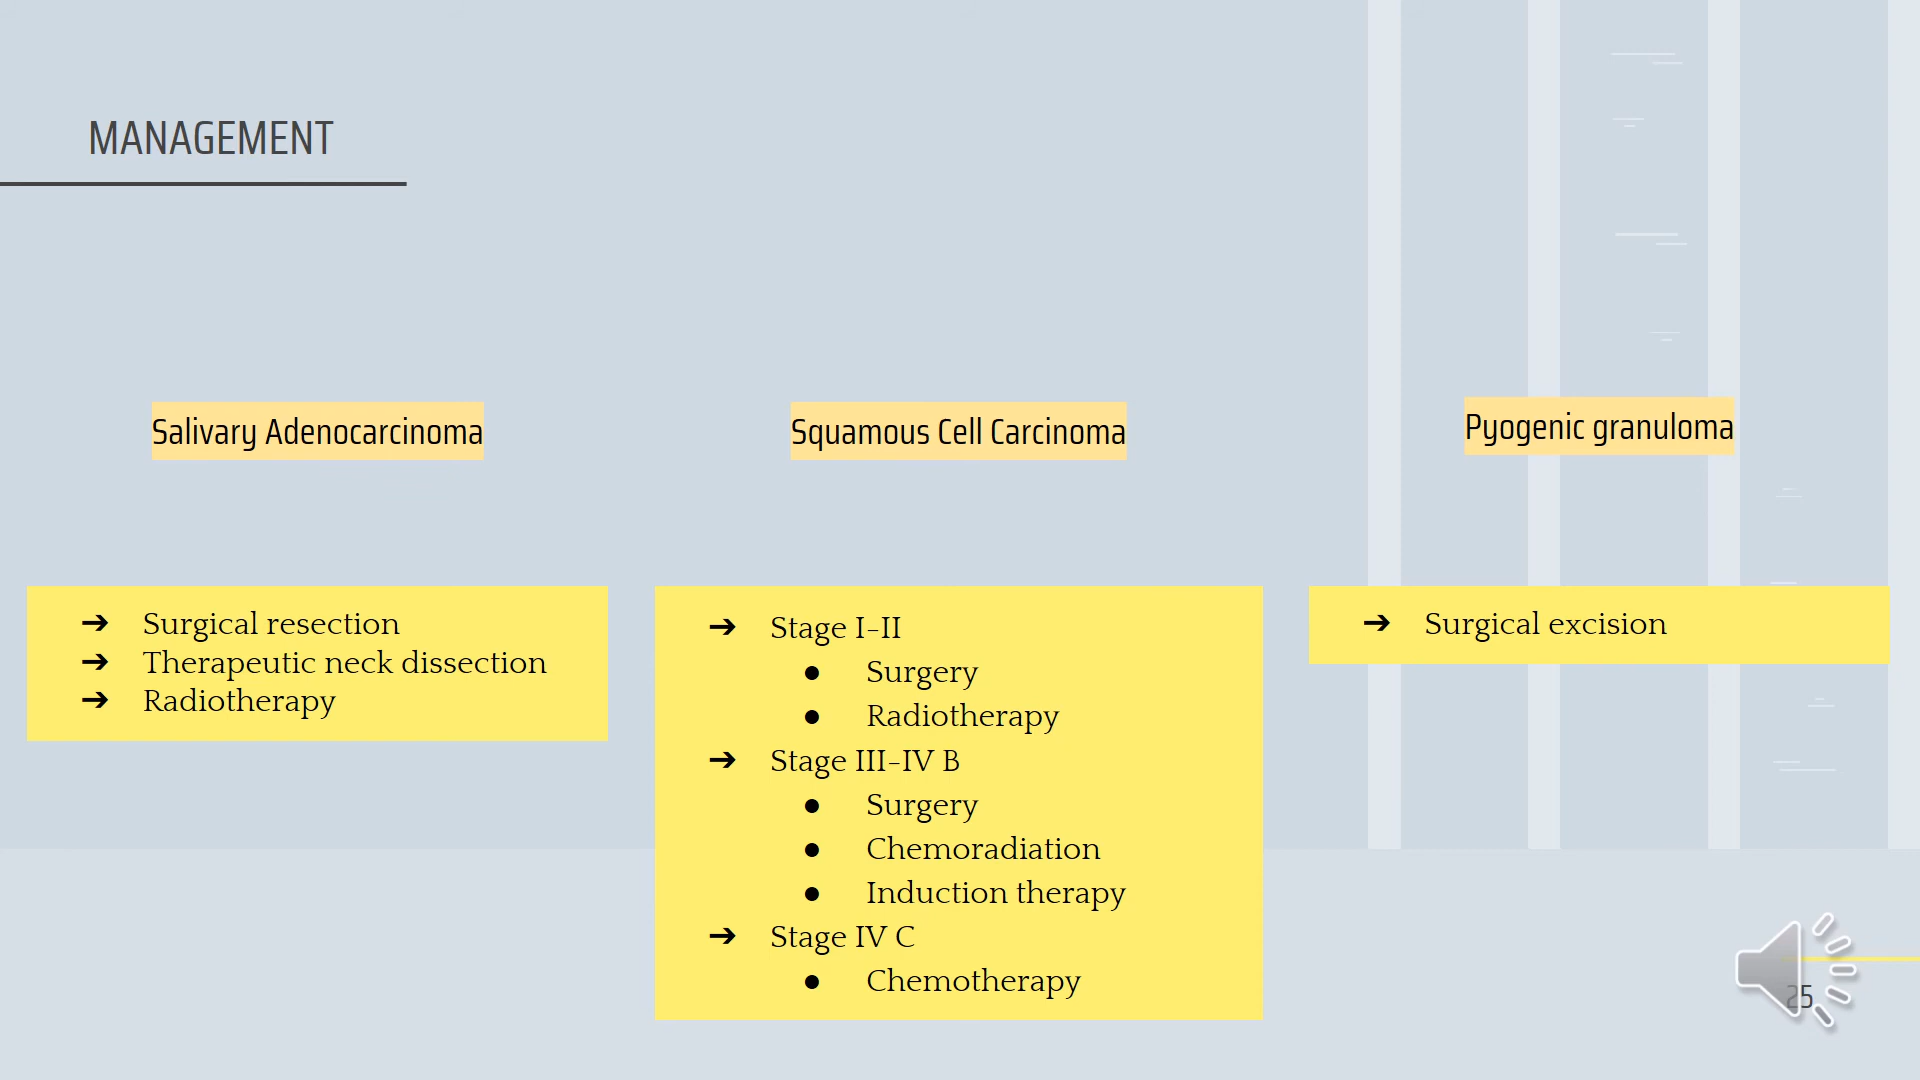 MANAGEMENT
Salivary Adenocarcinoma
➔ Surgical resection
➔ Therapeutic neck dissection
➔ Radiotherapy
Squamous Cell Carcinoma
➔ Stage I-II
● Surgery
● Radiotherapy
➔ Stage III-IV B
● Surgery
● Chemoradiation
● Induction therapy
➔ Stage IV C
● Chemotherapy
Pyogenic granuloma
➔ Surgical excision
25